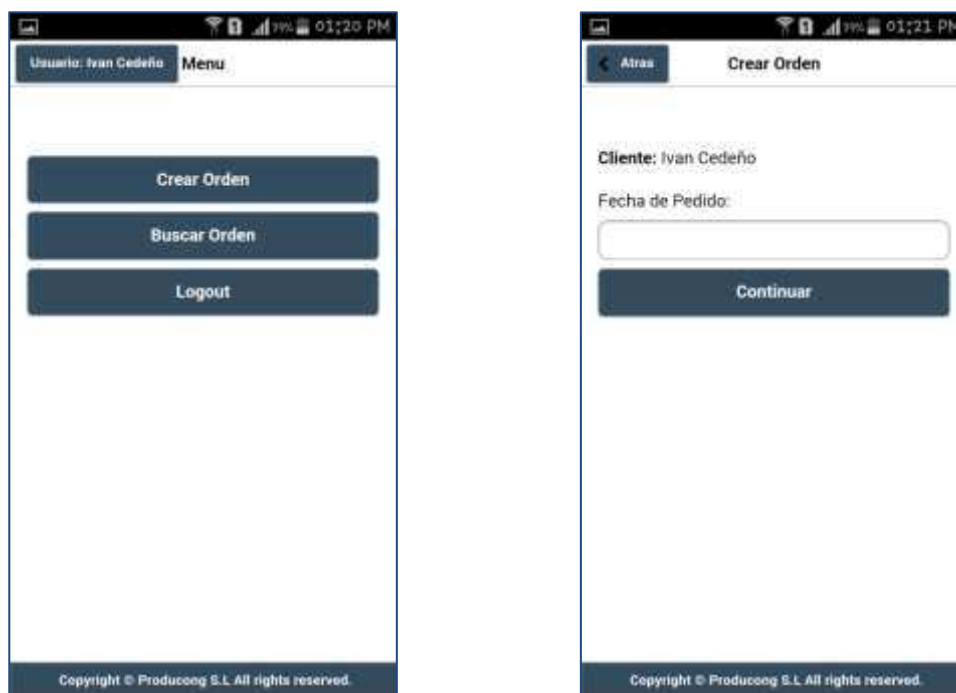 01:20 PM
Usuario: Ivan Cedeño
Menu
Crear Orden
Buscar Orden
Logout
Copyright © Producong S.L All rights reserved.
01:21 PM
Atras
Crear Orden
Cliente: Ivan Cedeño
Fecha de Pedido:
Continuar
Copyright © Producong S.L All rights reserved.